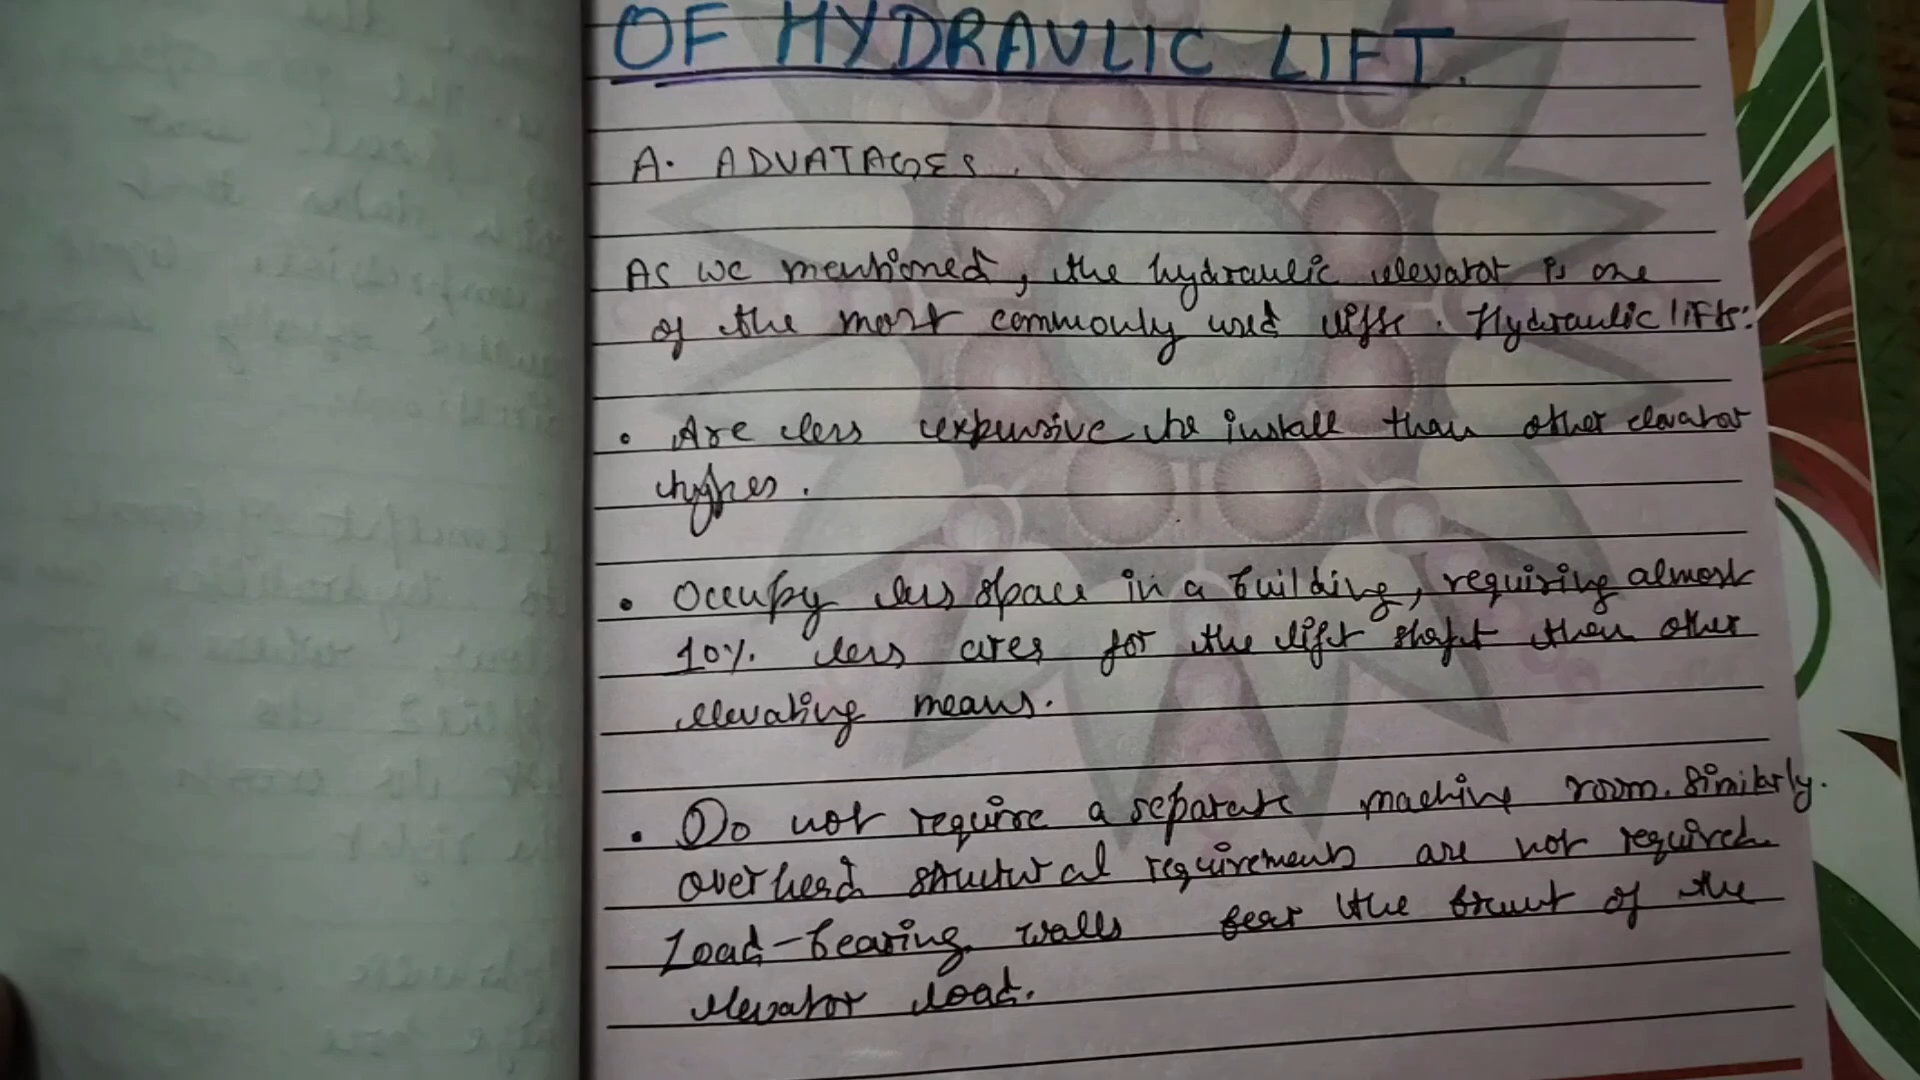 OF HYDRAULIC LIFT.
A. ADVATAGES.
As we mentioned, the hydraulic elevator is one
of the most commonly used lifts. Hydraulic lifts:
• Are less expensive to install than other elevator
types.
• Occupy less space in a building, requiring almost
10% less area for the lift shaft than other
elevating means.
• Do not require a separate machine room. Similarly.
overhead structural requirements are not required
Load-bearing walls bear the brunt of the
elevator load.